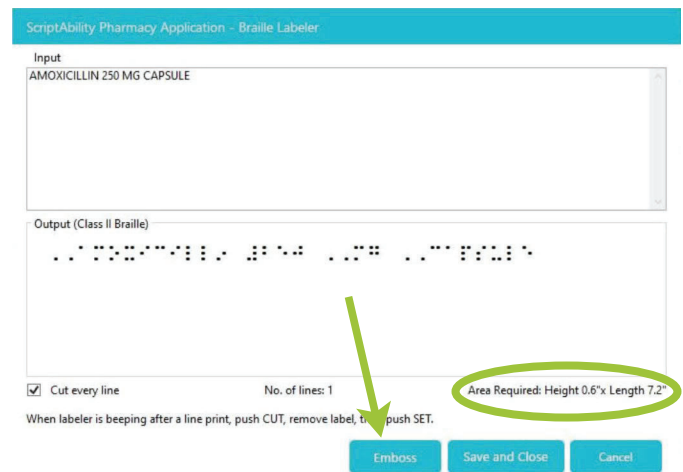 ScriptAbility Pharmacy Application - Braille Labeler
Input
AMOXICILLIN 250 MG CAPSULE
Output (Class II Braille)
⠠⠠⠁⠍⠕⠭⠊⠉⠊⠇⠇⠔ ⠼⠃⠑⠚ ⠠⠠⠍⠛ ⠠⠠⠉⠁⠏⠎⠥⠇⠑
Cut every line No. of lines: 1 Area Required: Height 0.6"x Length 7.2"
When labeler is beeping after a line print, push CUT, remove label, push SET.
Emboss Save and Close Cancel